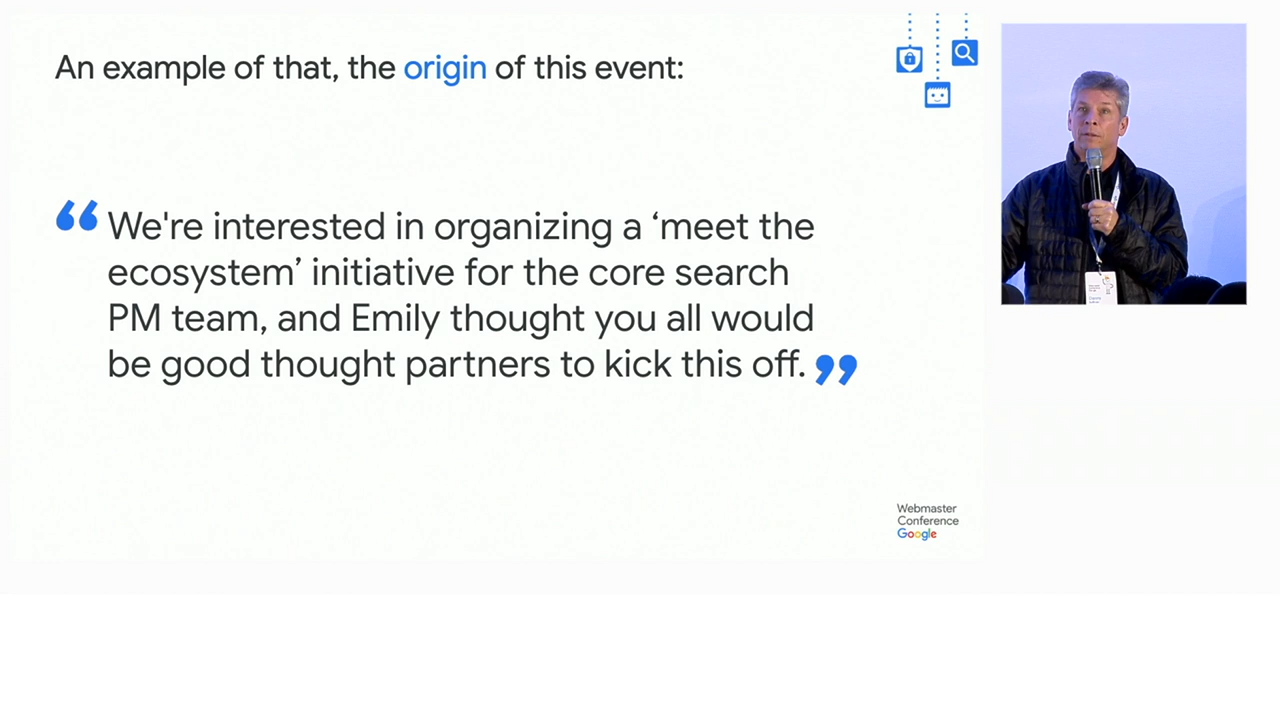 An example of that, the origin of this event:
“We're interested in organizing a ‘meet the
ecosystem’ initiative for the core search
PM team, and Emily thought you all would
be good thought partners to kick this off.”
Webmaster
Conference
Google